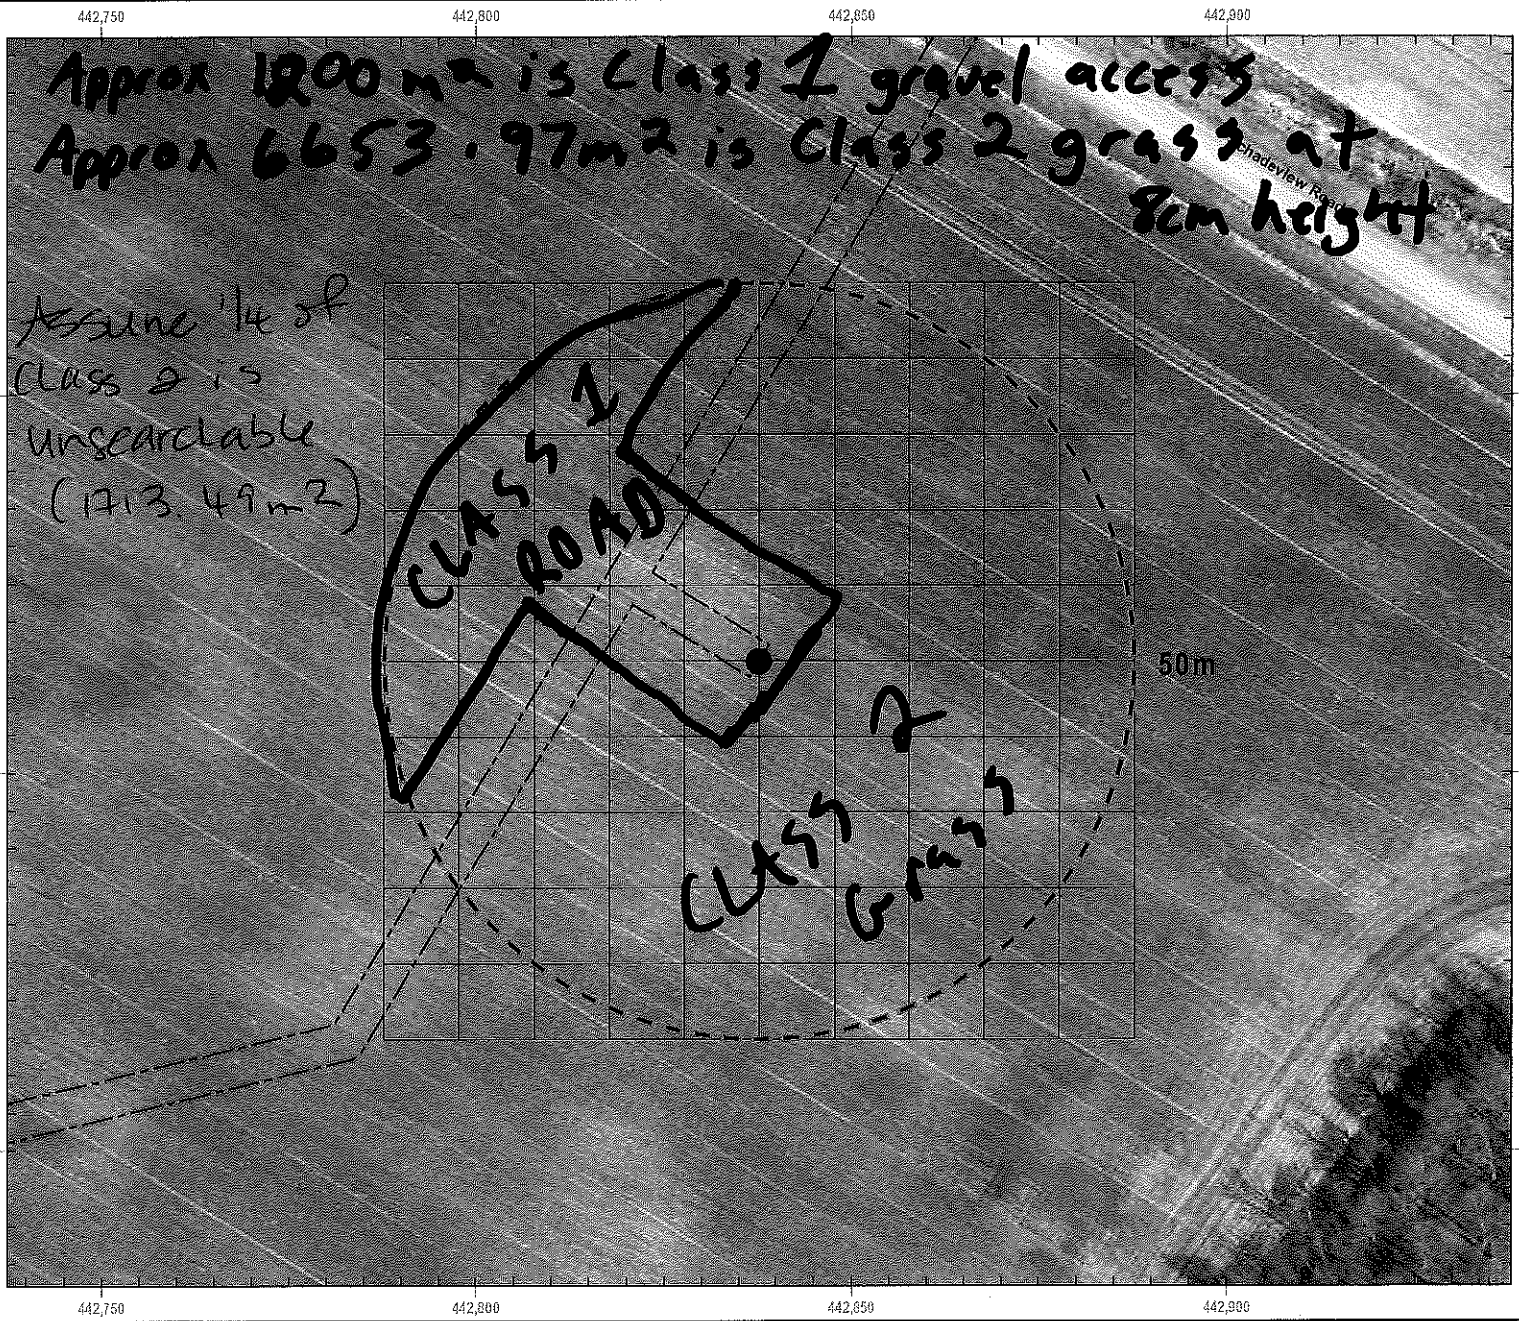 442,750 442,800 442,850 442,900
Approx 1200 m2 is Class 1 gravel access
Approx 6653.97m2 is Class 2 grass at
8cm height
Assume 1/4 of
Class 2 is
unsearchable
(1713.49m2)
CLASS 1
ROAD
50m
2
CLASS
Grass
442,750 442,800 442,850 442,900